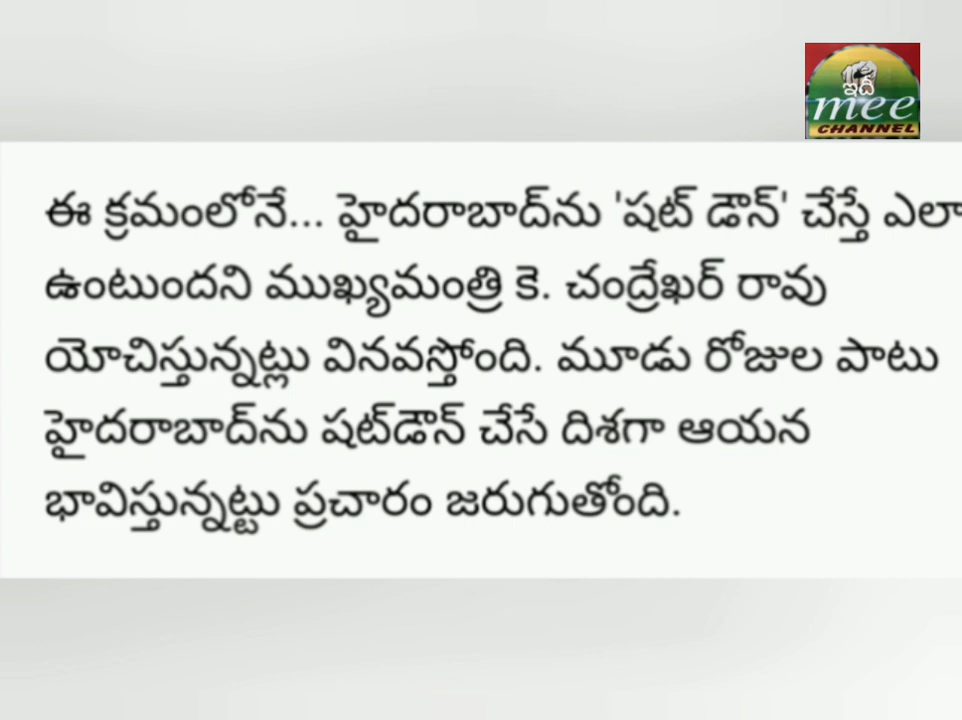 ఇది
mee
CHANNEL
ఈ క్రమంలోనే... హైదరాబాద్‌ను 'షట్ డౌన్' చేస్తే ఎలా
ఉంటుందని ముఖ్యమంత్రి కె. చంద్రేఖర్ రావు
యోచిస్తున్నట్లు వినవస్తోంది. మూడు రోజుల పాటు
హైదరాబాద్‌ను షట్‌డౌన్ చేసే దిశగా ఆయన
భావిస్తున్నట్టు ప్రచారం జరుగుతోంది.